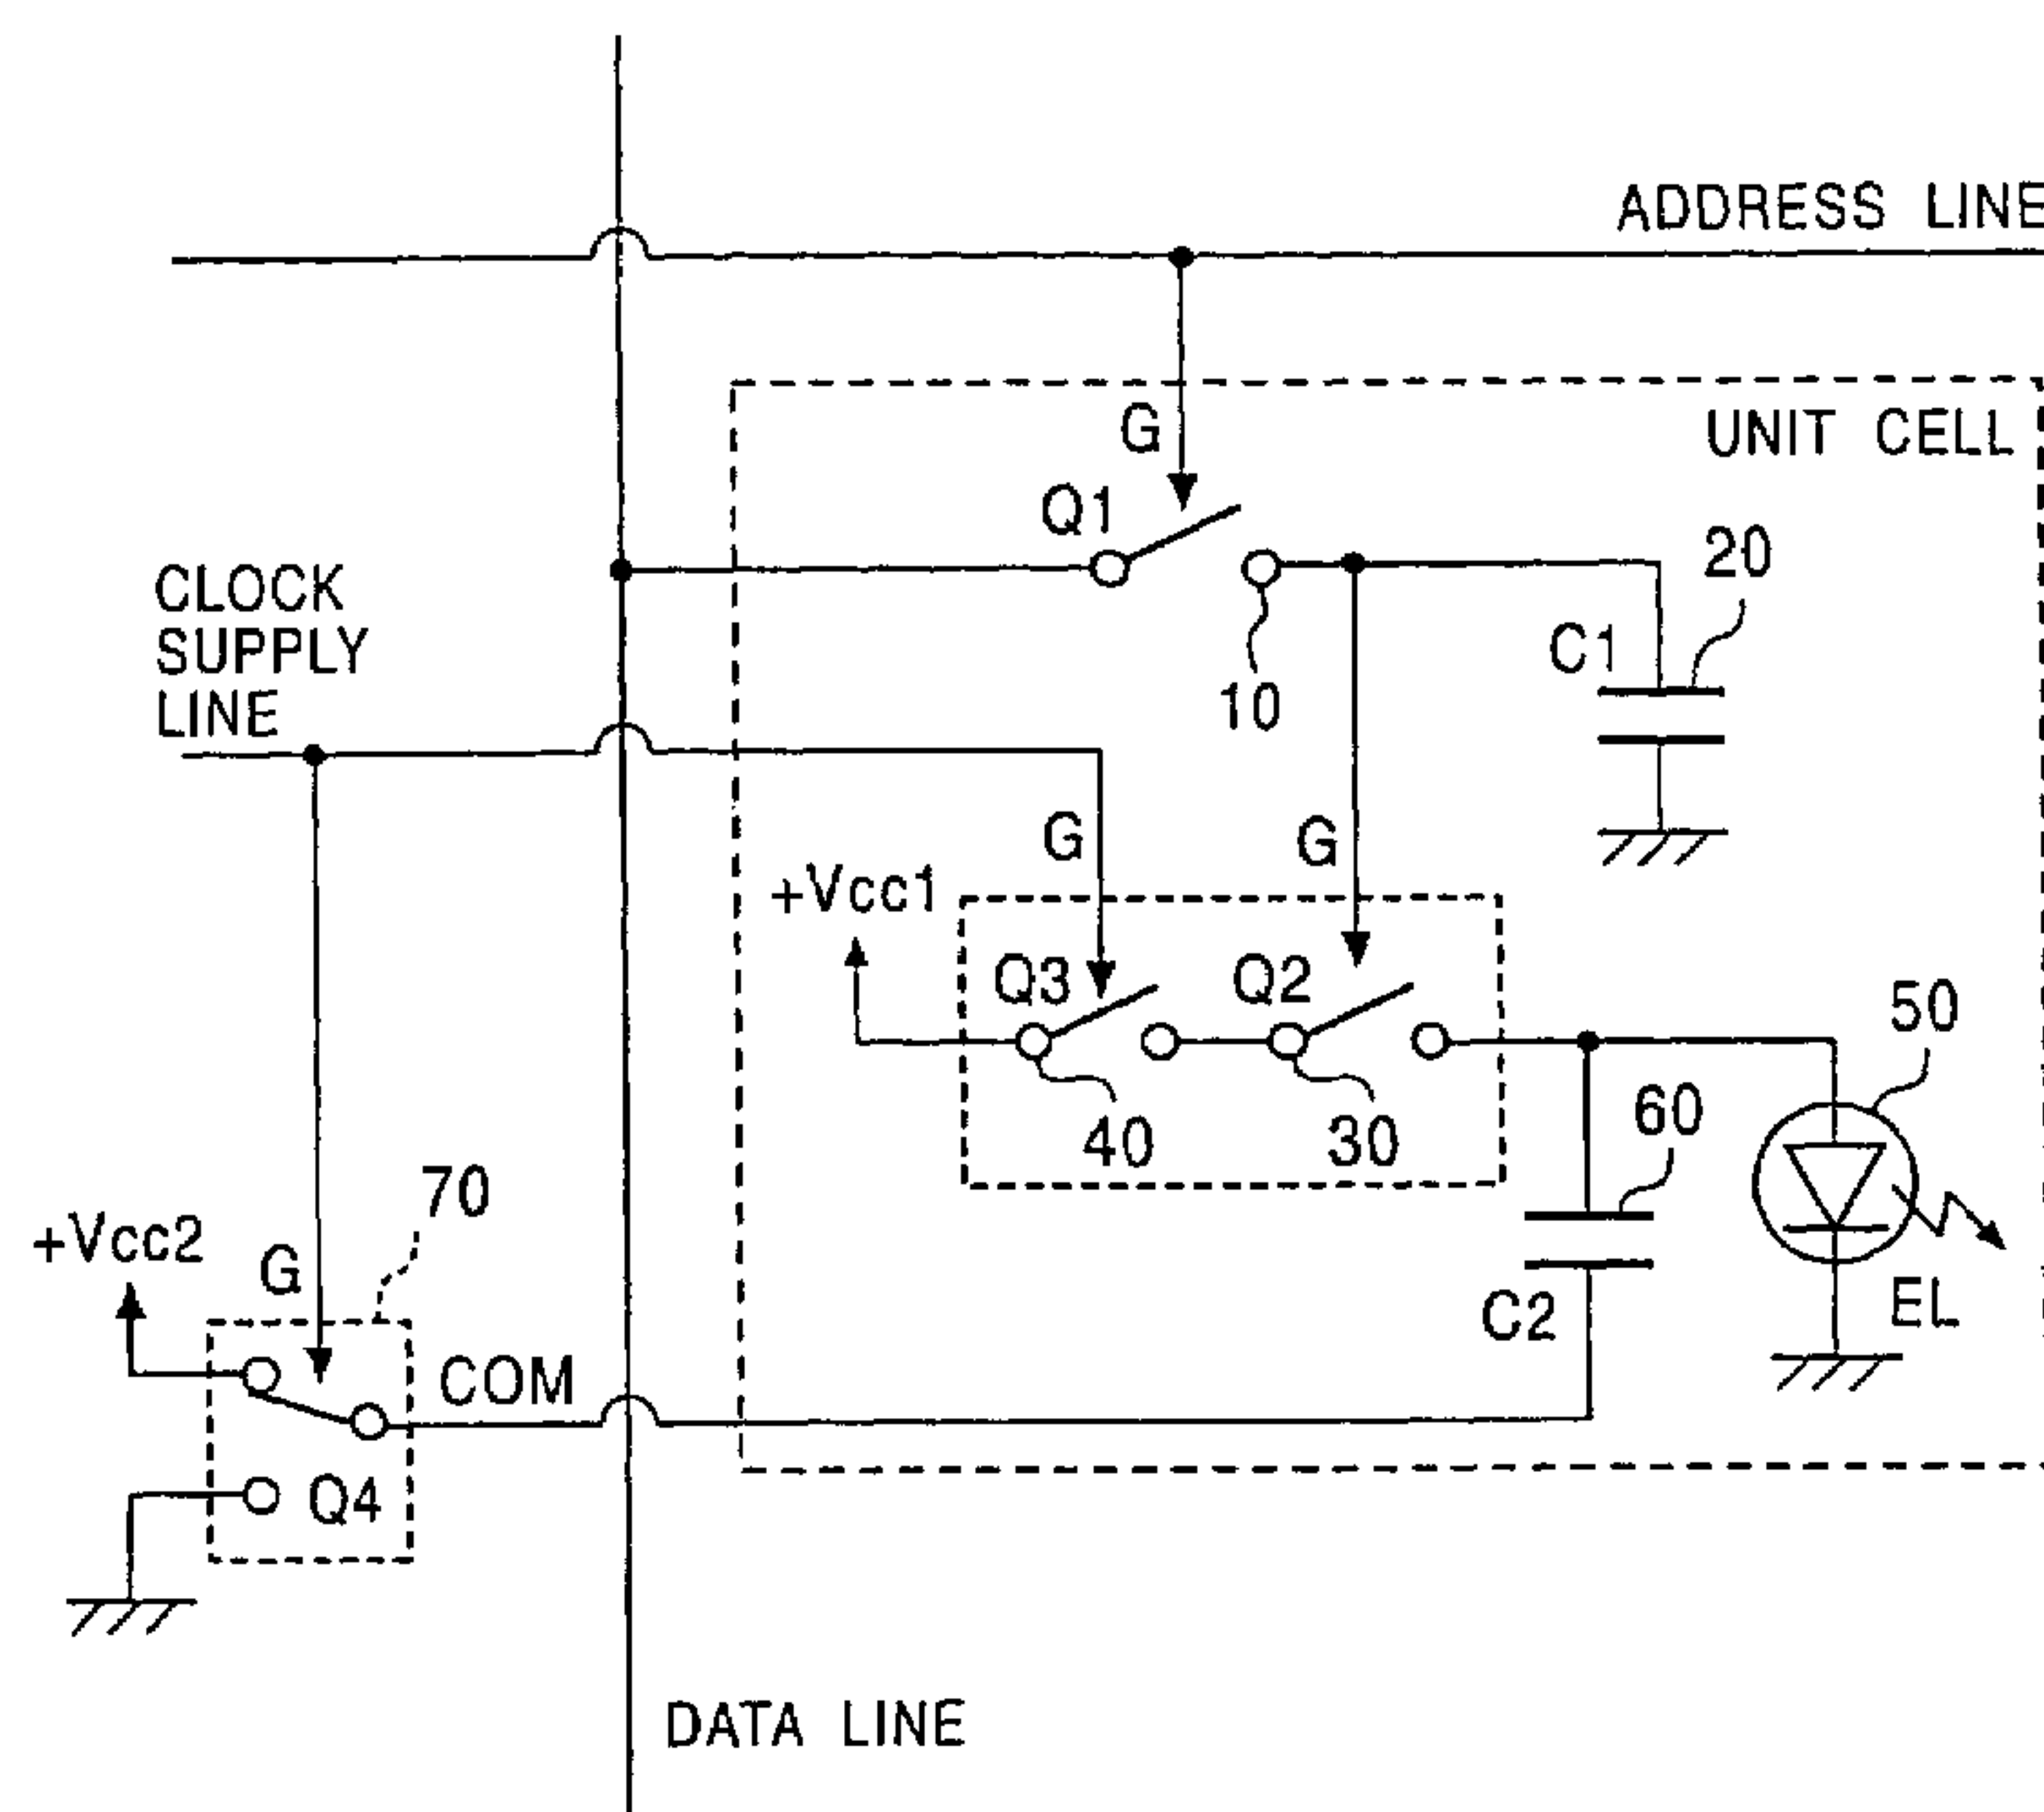 ADDRESS LINE
UNIT CELL
G
Q1
20
CLOCK
SUPPLY
LINE
C1
10
G
G
+Vcc1
Q3
Q2
50
60
40
30
70
+Vcc2
G
C2
EL
COM
Q4
DATA LINE